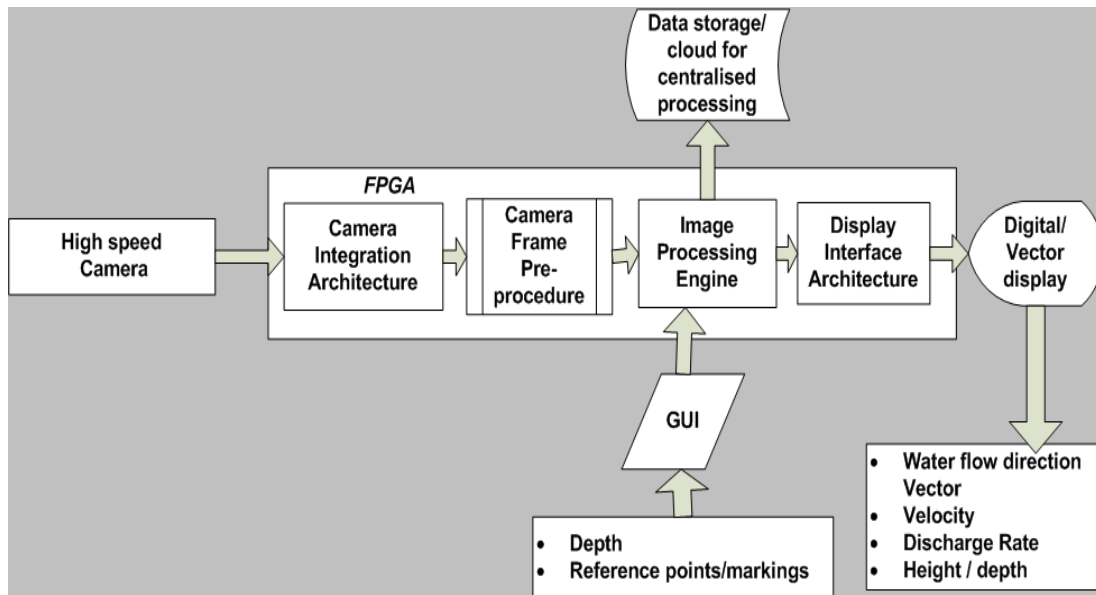 Data storage/
cloud for
centralised
processing
FPGA
High speed
Camera
Camera
Integration
Architecture
Camera
Frame
Pre-
procedure
Image
Processing
Engine
Display
Interface
Architecture
Digital/
Vector
display
GUI
• Depth
• Reference points/markings
• Water flow direction
Vector
• Velocity
• Discharge Rate
• Height / depth